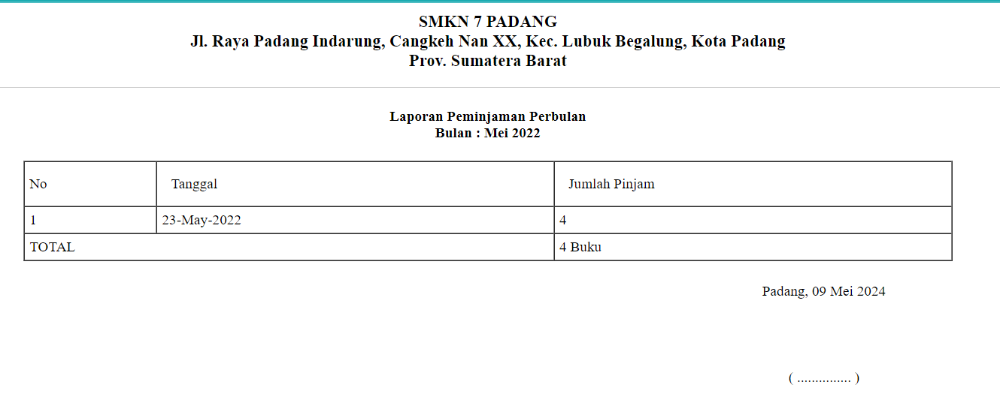 SMKN 7 PADANG
Jl. Raya Padang Indarung, Cangkeh Nan XX, Kec. Lubuk Begalung, Kota Padang
Prov. Sumatera Barat
Laporan Peminjaman Perbulan
Bulan : Mei 2022
No Tanggal Jumlah Pinjam
1 23-May-2022 4
TOTAL 4 Buku
Padang, 09 Mei 2024
( ............... )